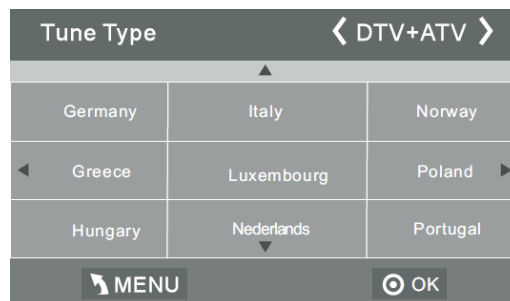 Tune Type DTV+ATV
Germany Italy Norway
Greece Luxembourg Poland
Hungary Nederlands Portugal
MENU OK